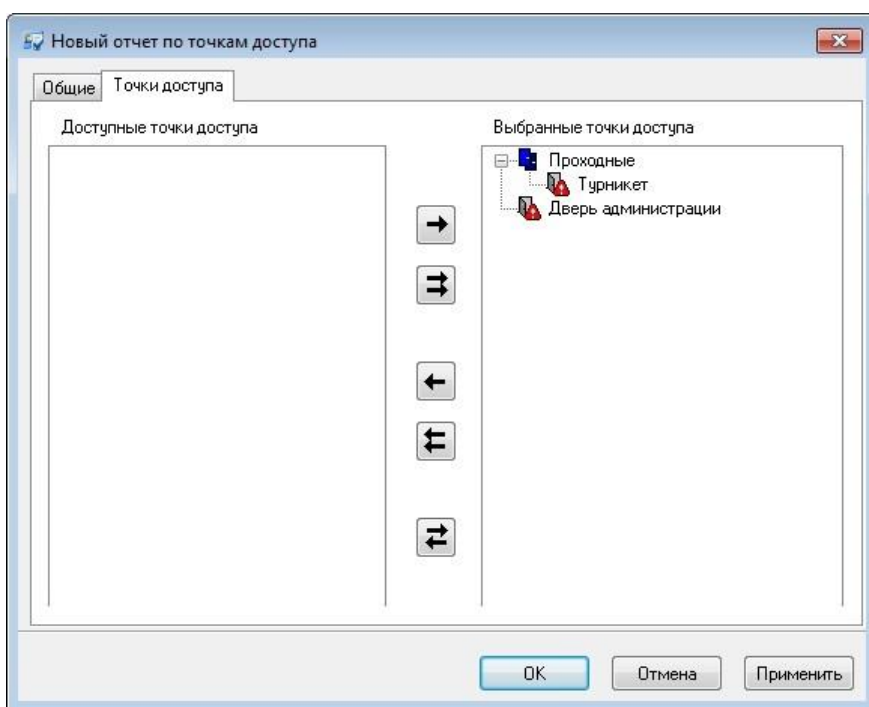 Новый отчет по точкам доступа
Общие Точки доступа
Доступные точки доступа Выбранные точки доступа
Проходные
Турникет
Дверь администрации
OK Отмена Применить